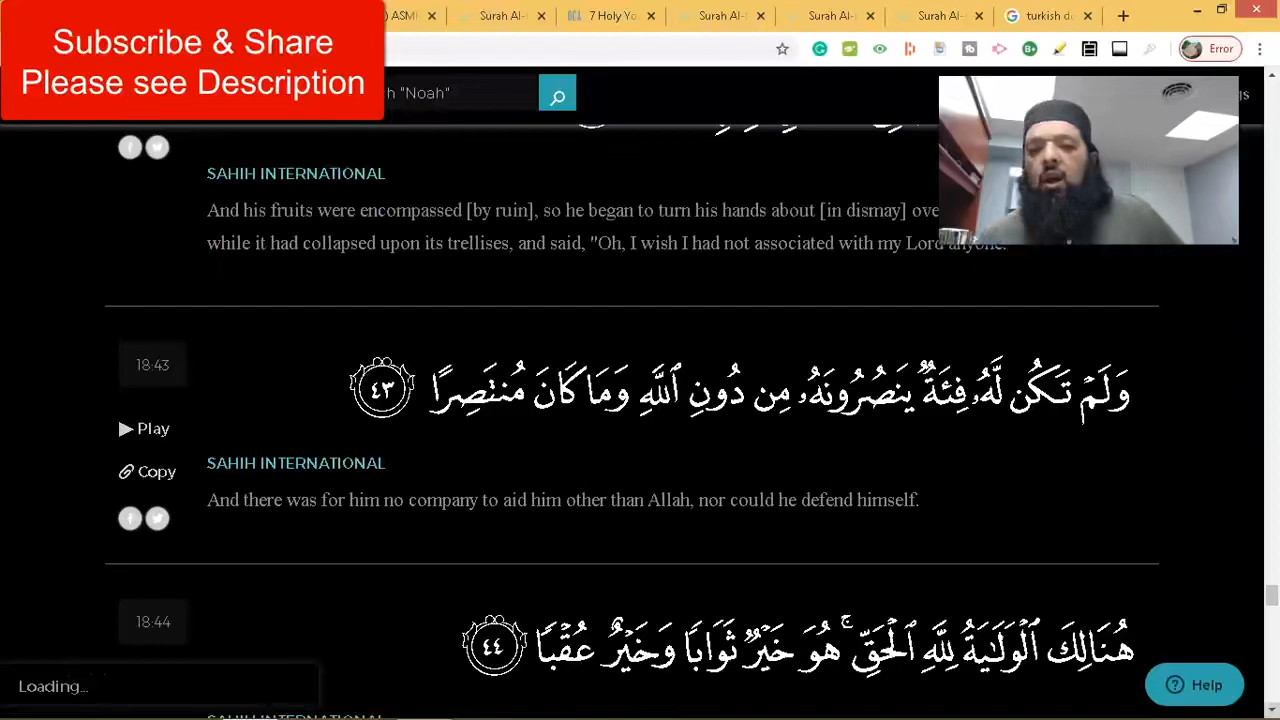 Subscribe & Share
Please see Description
) ASM
Surah Al-
7 Holy Yo
Surah Al-
Surah Al-
Surah Al-
turkish d
Error
"Noah"
SAHIH INTERNATIONAL
And his fruits were encompassed [by ruin], so he began to turn his hands about [in dismay]
while it had collapsed upon its trellises, and said, "Oh, I wish I had not associated with my Lord anyone.
18:43
وَلَمْ تَكُن لَّهُۥ فِئَةٌ يَنصُرُونَهُۥ مِن دُونِ ٱللَّهِ وَمَا كَانَ مُنتَصِرًا ٤٣
Play
Copy
SAHIH INTERNATIONAL
And there was for him no company to aid him other than Allah, nor could he defend himself.
18:44
هُنَالِكَ ٱلْوَلَٰيَةُ لِلَّهِ ٱلْحَقِّ ۚ هُوَ خَيْرٌ ثَوَابًا وَخَيْرٌ عُقْبًا ٤٤
Loading...
Help